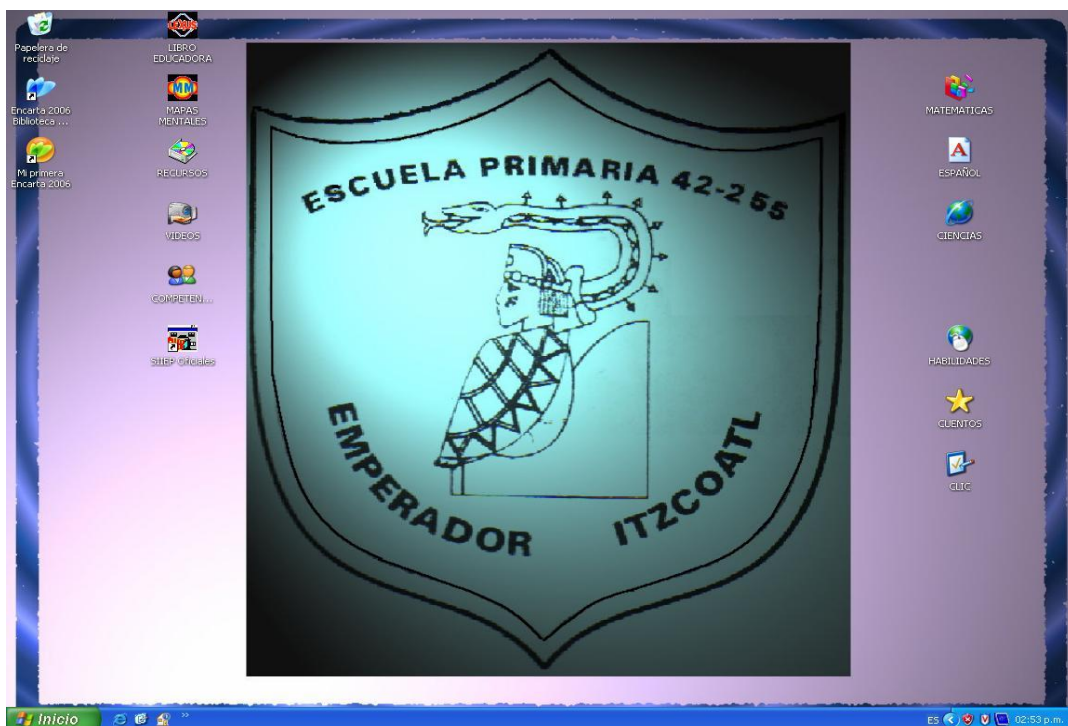 Papelera de
reciclaje
Encarta 2006
Biblioteca ...
Mi primera
Encarta 2006
LIBRO
EDUCADORA
MM
MAPAS
MENTALES
RECURSOS
VIDEOS
COMPETEN...
SIIEP Oficiales
ESCUELA PRIMARIA 42-255
EMPERADOR ITZCOATL
MATEMATICAS
A
ESPAÑOL
CIENCIAS
HABILIDADES
CUENTOS
CLIC
Inicio
ES
02:53 p.m.